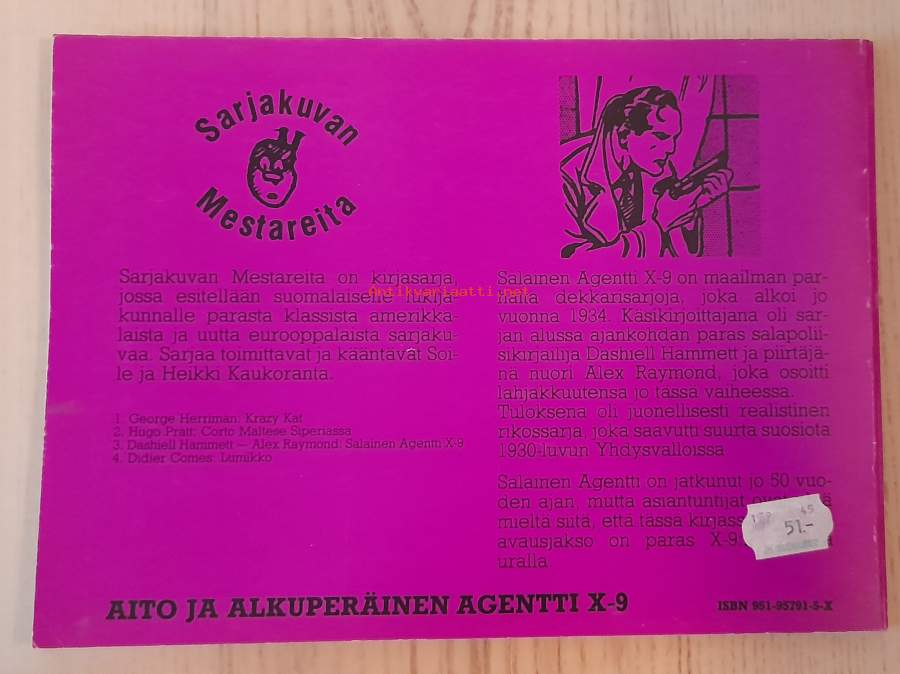 Sarjakuvan
Mestareita
Sarjakuvan Mestareita on kirjasarja,
jossa esitellään suomalaiselle lukija-
kunnalle parasta klassista amerikka-
laista ja uutta eurooppalaista sarjaku-
vaa. Sarjaa toimittavat ja kääntävät Soi-
le ja Heikki Kaukoranta.
1. George Herriman: Krazy Kat
2. Hugo Pratt: Corto Maltese Siperiassa
3. Dashiell Hammett — Alex Raymond: Salainen Agentti X-9
4. Didier Comes: Lumikko
Salainen Agentti X-9 on maailman par-
haita dekkarisarjoja, joka alkoi jo
vuonna 1934. Käsikirjoittajana oli sar-
jan alussa ajankohdan paras salapolii-
sikirjailija Dashiell Hammett ja piirtäjä-
nä nuori Alex Raymond, joka osoitti
lahjakkuutensa jo tässä vaiheessa.
Tuloksena oli juonellisesti realistinen
rikossarja, joka saavutti suurta suosiota
1930-luvun Yhdysvalloissa.
Salainen Agentti on jatkunut jo 50 vuo-
den ajan, mutta asiantuntijat
mieltä siitä, että tässä
avausjakso on paras
uralla.
45
51.-
AITO JA ALKUPERÄINEN AGENTTI X-9
ISBN 951-95791-5-X
Antikvariaatti.net